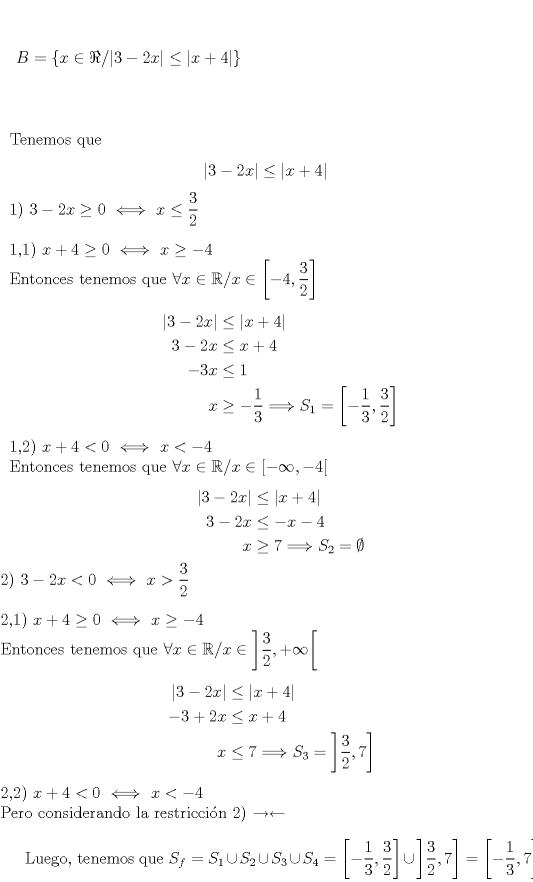 B = {x ∈ ℜ/|3 − 2x| ≤ |x + 4|}
Tenemos que
|3 − 2x| ≤ |x + 4|
1) 3 − 2x ≥ 0 ⟺ x ≤ 3/2
1,1) x + 4 ≥ 0 ⟺ x ≥ −4
Entonces tenemos que ∀x ∈ ℝ/x ∈ [−4, 3/2]
|3 − 2x| ≤ |x + 4|
3 − 2x ≤ x + 4
−3x ≤ 1
x ≥ −1/3 ⟹ S₁ = [−1/3, 3/2]
1,2) x + 4 < 0 ⟺ x < −4
Entonces tenemos que ∀x ∈ ℝ/x ∈ [−∞, −4[
|3 − 2x| ≤ |x + 4|
3 − 2x ≤ −x − 4
x ≥ 7 ⟹ S₂ = ∅
2) 3 − 2x < 0 ⟺ x > 3/2
2,1) x + 4 ≥ 0 ⟺ x ≥ −4
Entonces tenemos que ∀x ∈ ℝ/x ∈ ]3/2, +∞[
|3 − 2x| ≤ |x + 4|
−3 + 2x ≤ x + 4
x ≤ 7 ⟹ S₃ = ]3/2, 7]
2,2) x + 4 < 0 ⟺ x < −4
Pero considerando la restricción 2) →←
Luego, tenemos que S_f = S₁ ∪ S₂ ∪ S₃ ∪ S₄ = [−1/3, 3/2] ∪ ]3/2, 7] = [−1/3, 7]